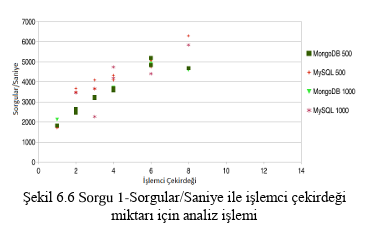 7000
6000
5000
4000
3000
2000
1000
0
Sorgular/Saniye
0 2 4 6 8 10 12 14
İşlemci Çekirdeği
MongoDB 500
MySQL 500
MongoDB 1000
MySQL 1000
Şekil 6.6 Sorgu 1-Sorgular/Saniye ile işlemci çekirdeği
miktarı için analiz işlemi